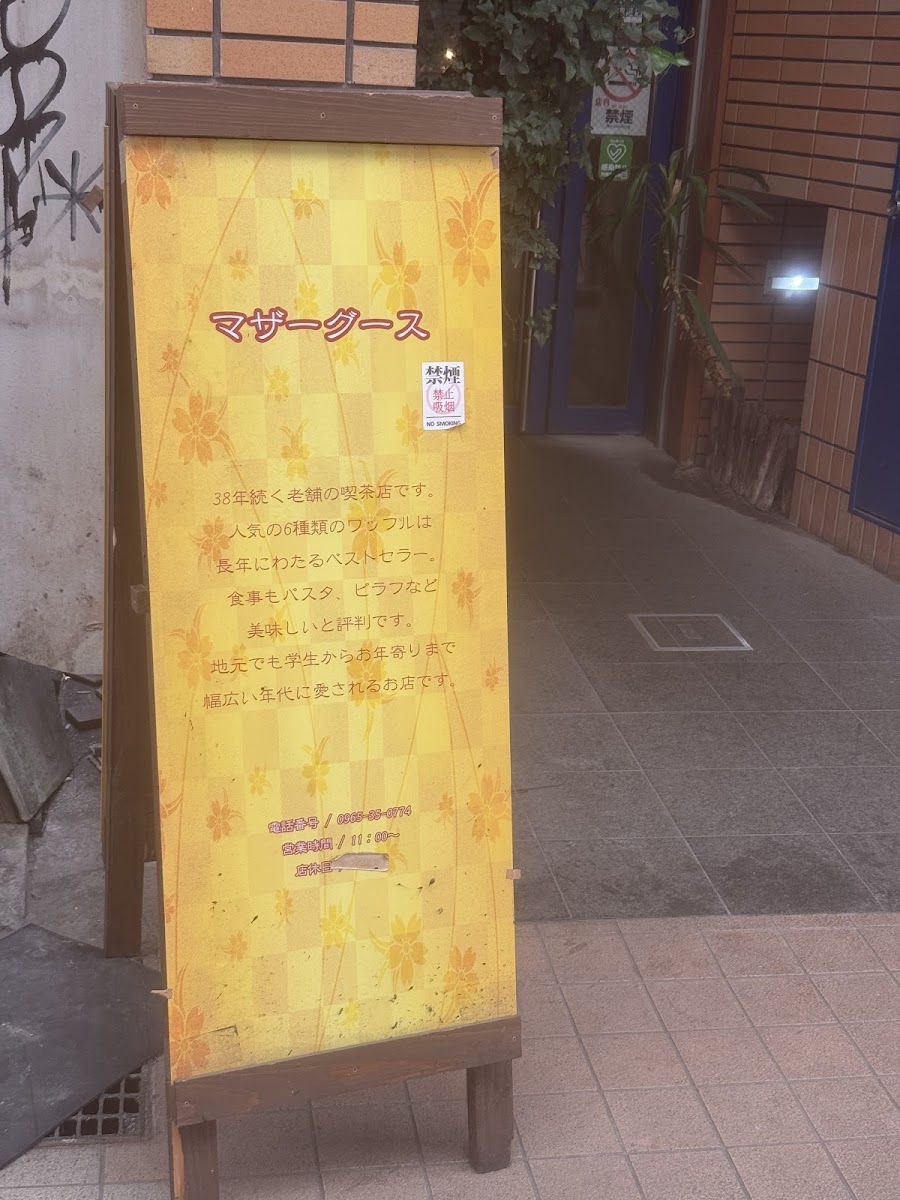 マザーグース
禁煙
禁止
吸烟
NO SMOKING
38年続く老舗の喫茶店です。
人気の6種類のワッフルは
長年にわたるベストセラー。
食事もパスタ、ピラフなど
美味しいと評判です。
地元でも学生からお年寄りまで
幅広い年代に愛されるお店です。
電話番号 / 0965-35-0774
営業時間 / 11：00～
店休日 /
店内
禁煙